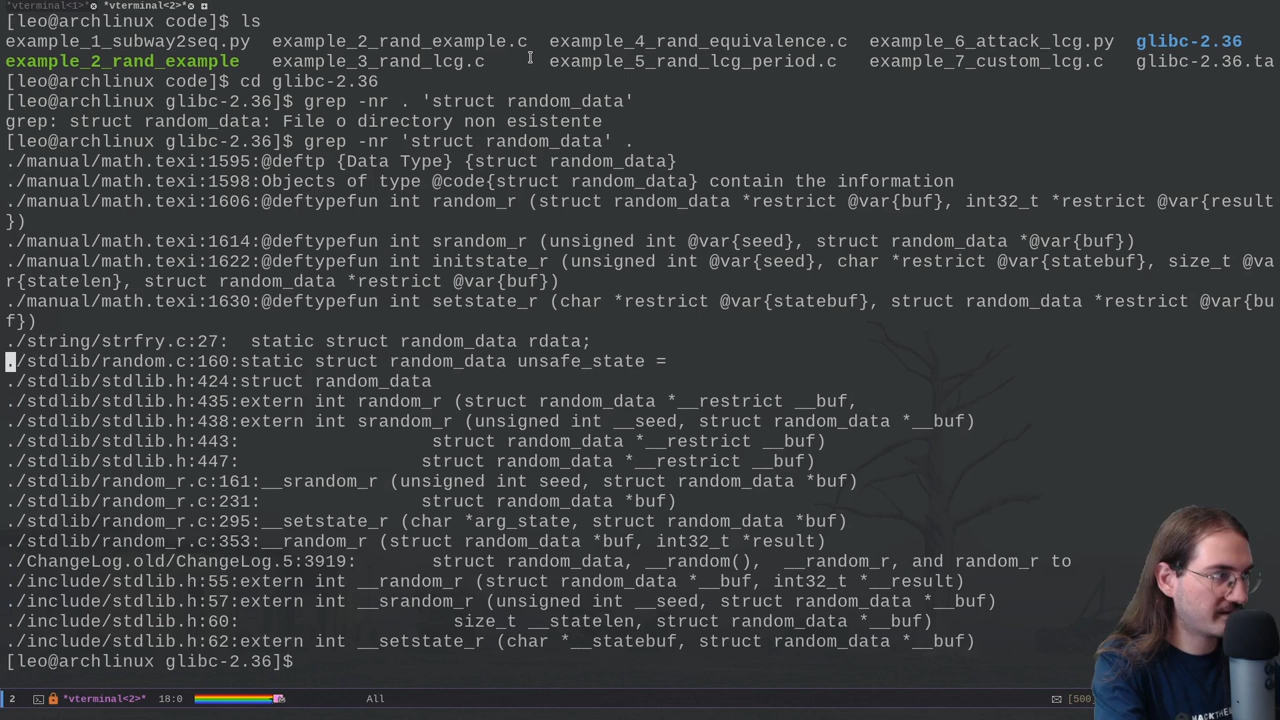 *vterminal<1>* *vterminal<2>*
[leo@archlinux code]$ ls
example_1_subway2seq.py  example_2_rand_example.c  example_4_rand_equivalence.c  example_6_attack_lcg.py  glibc-2.36
example_2_rand_example   example_3_rand_lcg.c      example_5_rand_lcg_period.c   example_7_custom_lcg.c   glibc-2.36.ta
[leo@archlinux code]$ cd glibc-2.36
[leo@archlinux glibc-2.36]$ grep -nr . 'struct random_data'
grep: struct random_data: File o directory non esistente
[leo@archlinux glibc-2.36]$ grep -nr 'struct random_data' .
./manual/math.texi:1595:@deftp {Data Type} {struct random_data}
./manual/math.texi:1598:Objects of type @code{struct random_data} contain the information
./manual/math.texi:1606:@deftypefun int random_r (struct random_data *restrict @var{buf}, int32_t *restrict @var{result
})
./manual/math.texi:1614:@deftypefun int srandom_r (unsigned int @var{seed}, struct random_data *@var{buf})
./manual/math.texi:1622:@deftypefun int initstate_r (unsigned int @var{seed}, char *restrict @var{statebuf}, size_t @va
r{statelen}, struct random_data *restrict @var{buf})
./manual/math.texi:1630:@deftypefun int setstate_r (char *restrict @var{statebuf}, struct random_data *restrict @var{bu
f})
./string/strfry.c:27:  static struct random_data rdata;
./stdlib/random.c:160:static struct random_data unsafe_state =
./stdlib/stdlib.h:424:struct random_data
./stdlib/stdlib.h:435:extern int random_r (struct random_data *__restrict __buf,
./stdlib/stdlib.h:438:extern int srandom_r (unsigned int __seed, struct random_data *__buf)
./stdlib/stdlib.h:443:                  struct random_data *__restrict __buf)
./stdlib/stdlib.h:447:                 struct random_data *__restrict __buf)
./stdlib/random_r.c:161:__srandom_r (unsigned int seed, struct random_data *buf)
./stdlib/random_r.c:231:               struct random_data *buf)
./stdlib/random_r.c:295:__setstate_r (char *arg_state, struct random_data *buf)
./stdlib/random_r.c:353:__random_r (struct random_data *buf, int32_t *result)
./ChangeLog.old/ChangeLog.5:3919:       struct random_data, __random(),  __random_r, and random_r to
./include/stdlib.h:55:extern int __random_r (struct random_data *__buf, int32_t *__result)
./include/stdlib.h:57:extern int __srandom_r (unsigned int __seed, struct random_data *__buf)
./include/stdlib.h:60:                    size_t __statelen, struct random_data *__buf)
./include/stdlib.h:62:extern int __setstate_r (char *__statebuf, struct random_data *__buf)
[leo@archlinux glibc-2.36]$
2 *vterminal<2>* 18:0 All [500